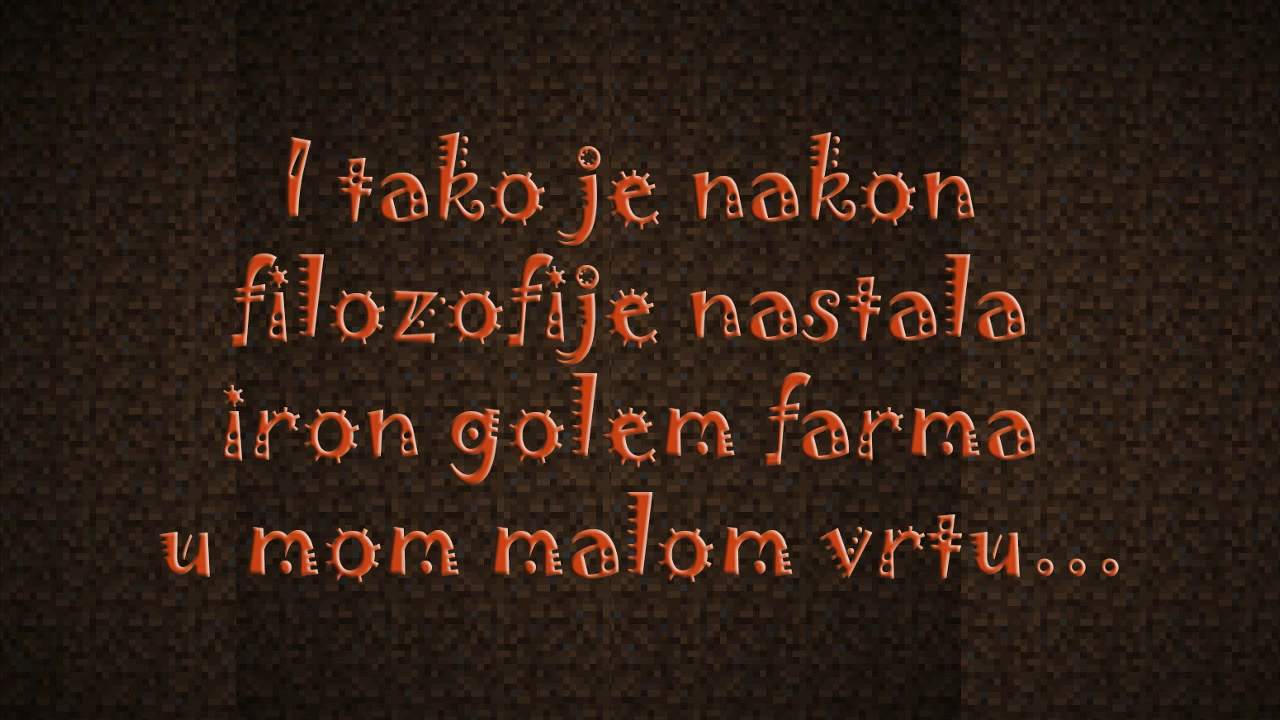 I tako je nakon
filozofije nastala
iron golem farma
u mom malom vrtu...